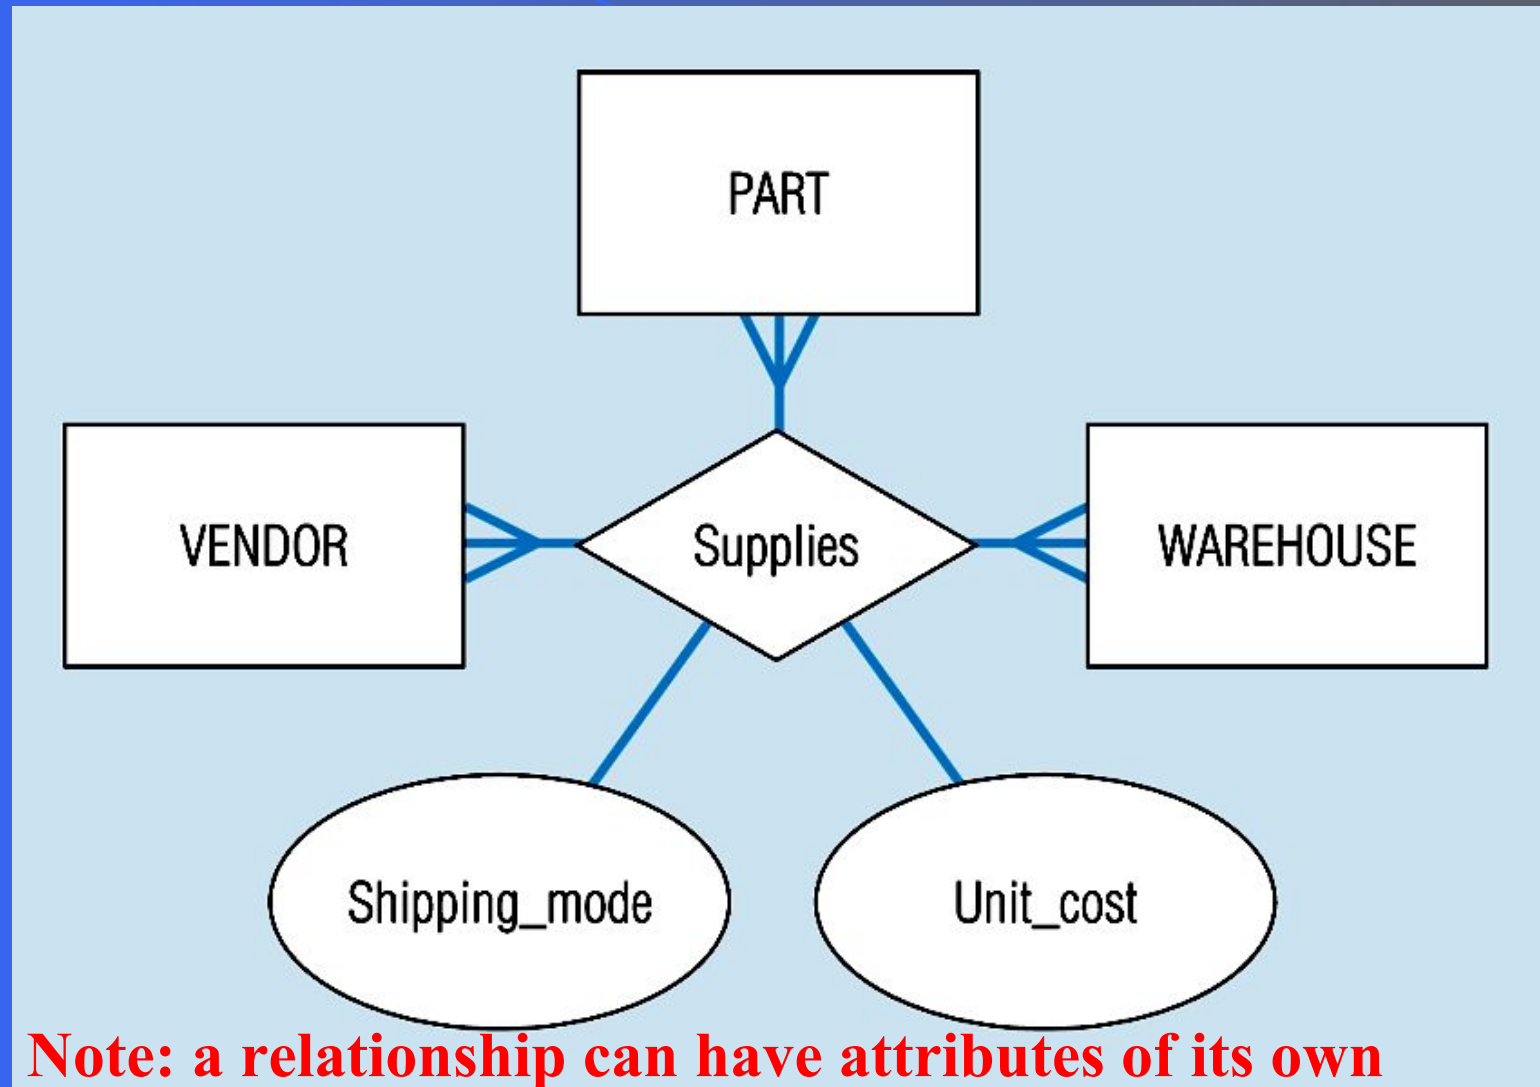 PART
VENDOR
Supplies
WAREHOUSE
Shipping_mode
Unit_cost
Note: a relationship can have attributes of its own